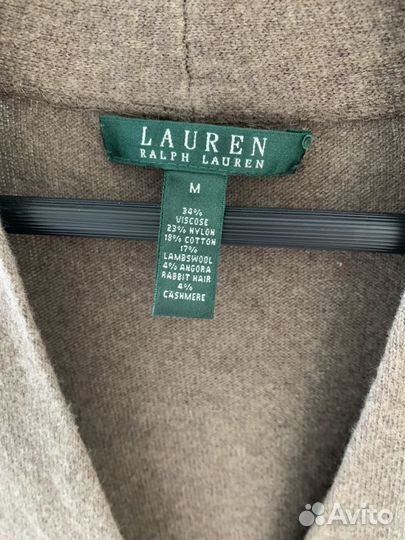 LAUREN
RALPH LAUREN
M
34%
VISCOSE
23% NYLON
18% COTTON
17%
LAMBSWOOL
4% ANGORA
RABBIT HAIR
4%
CASHMERE
Avito